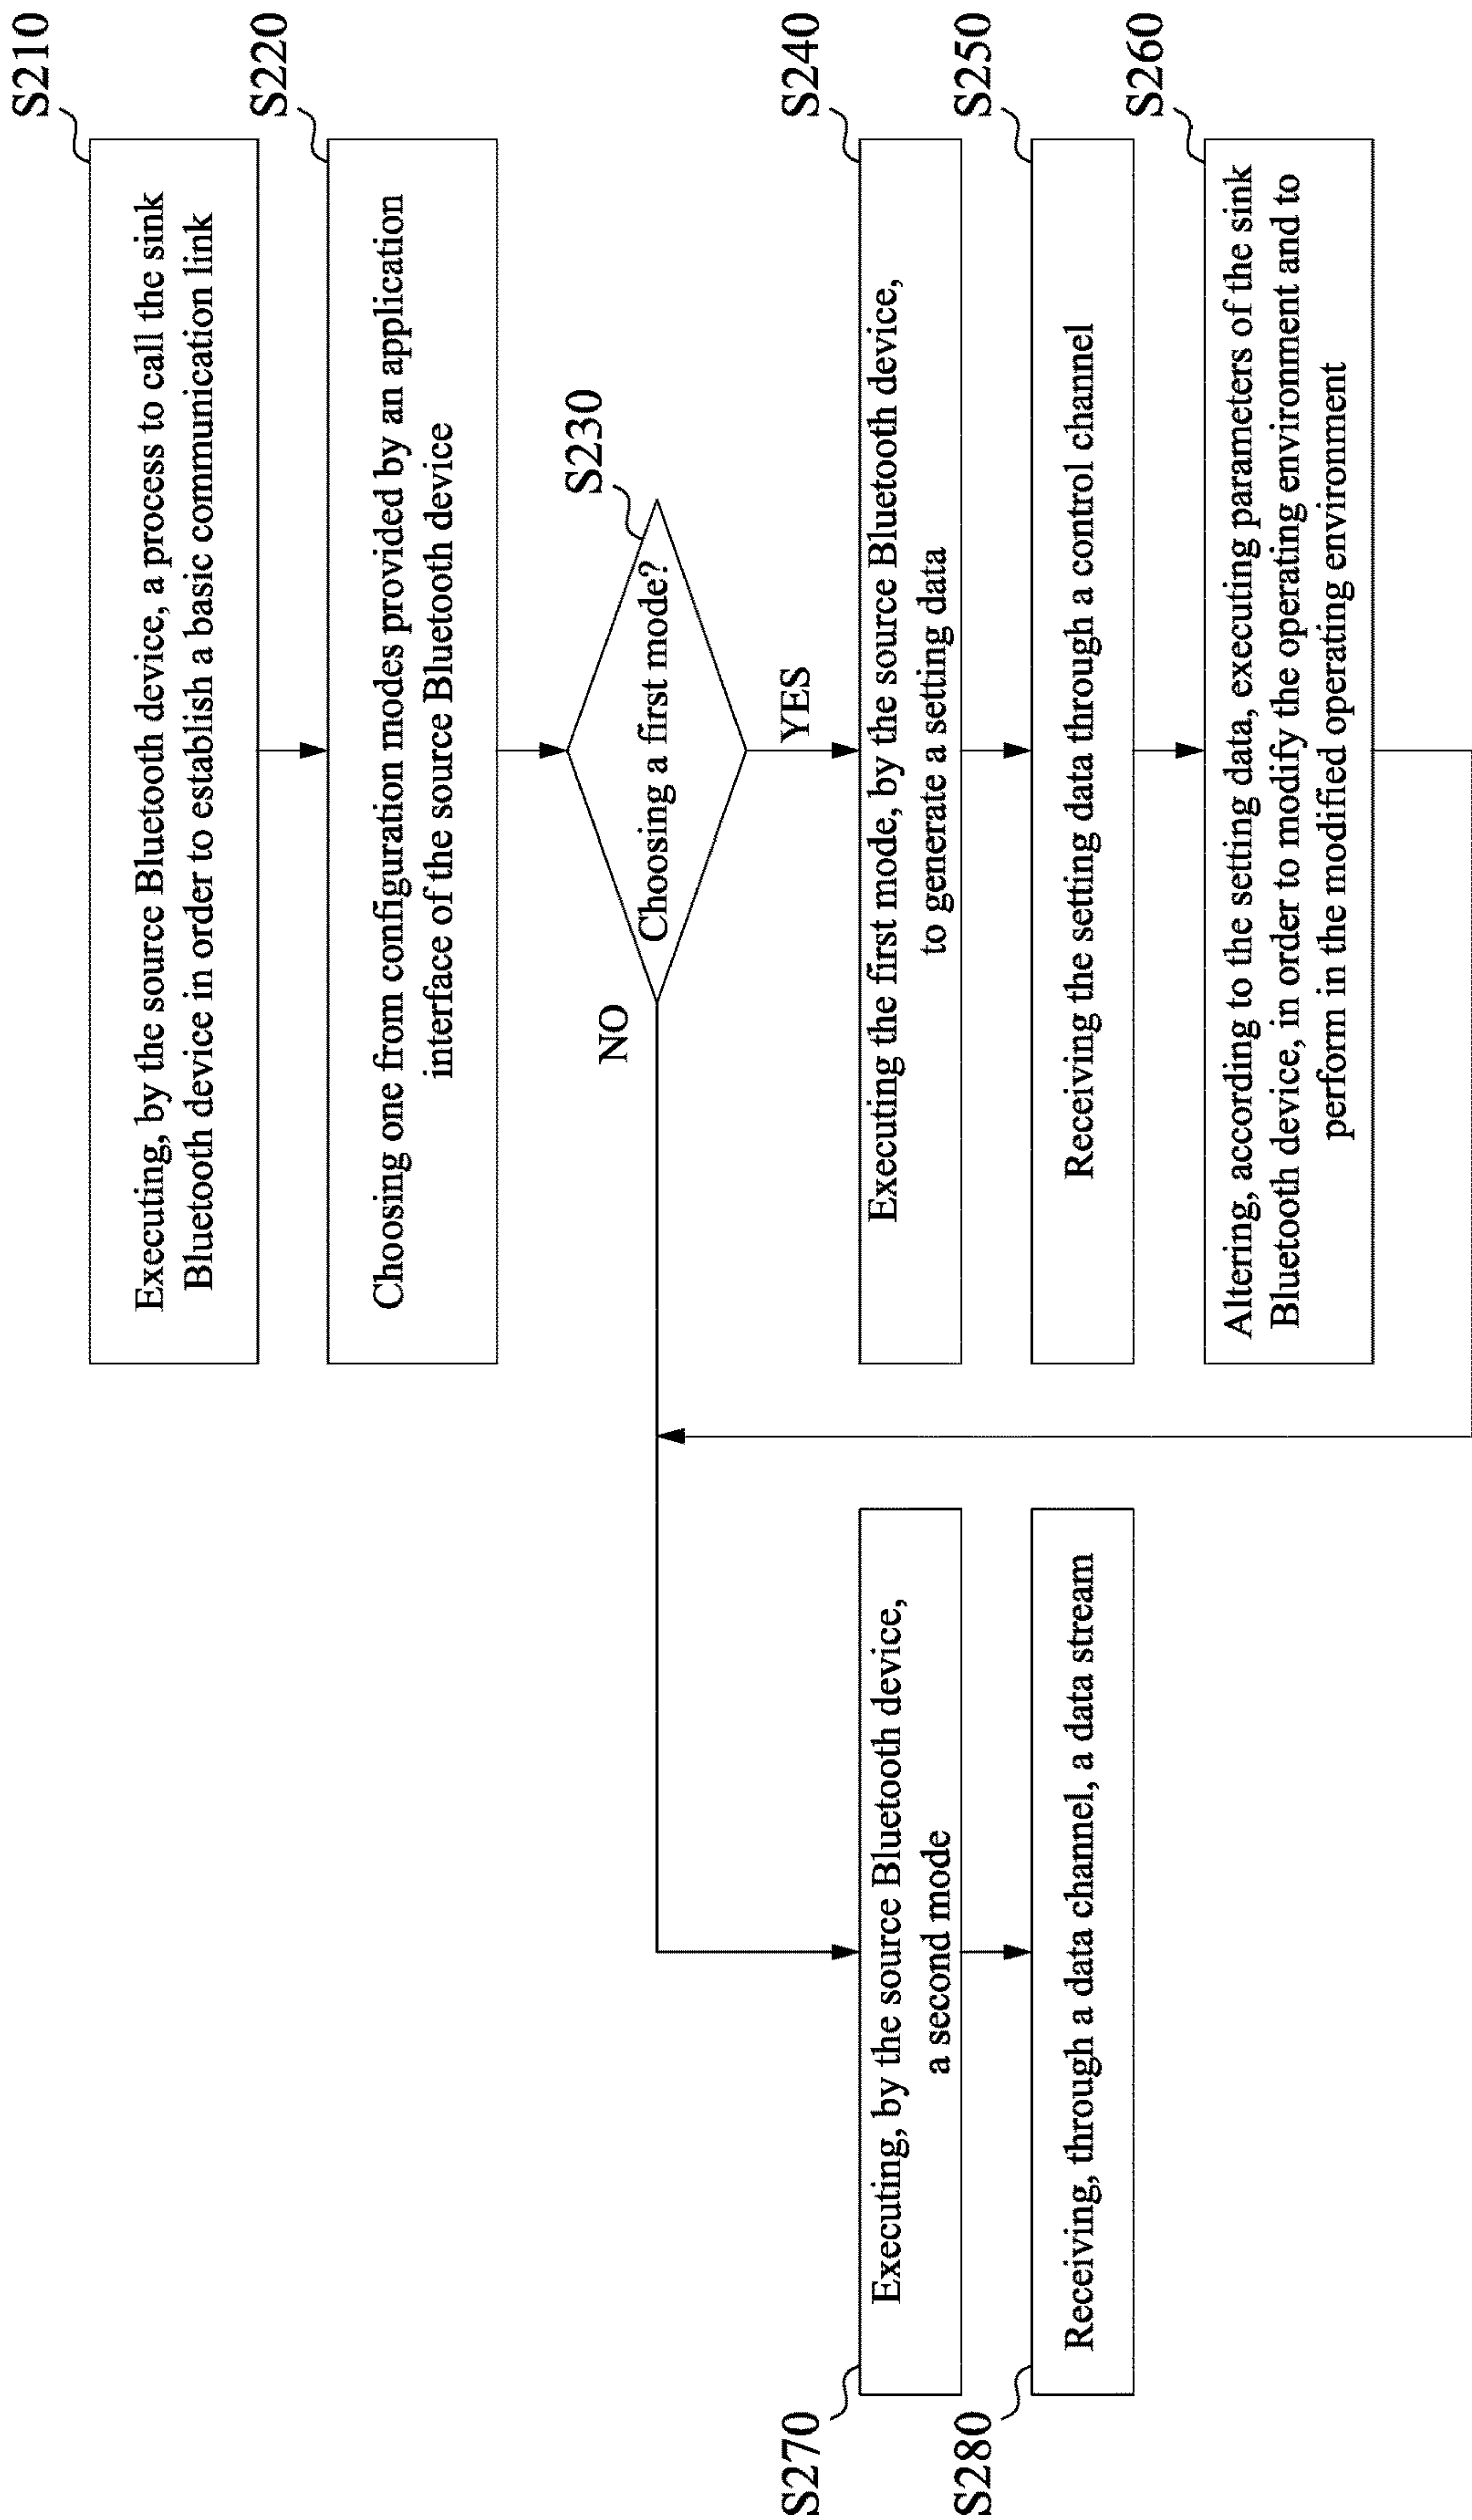 S210
Executing, by the source Bluetooth device, a process to call the sink
Bluetooth device in order to establish a basic communication link
S220
Choosing one from configuration modes provided by an application
interface of the source Bluetooth device
S230
Choosing a first mode?
NO
YES
S240
Executing the first mode, by the source Bluetooth device,
to generate a setting data
S250
Receiving the setting data through a control channel
S260
Altering, according to the setting data, executing parameters of the sink
Bluetooth device, in order to modify the operating environment and to
perform in the modified operating environment
S270
Executing, by the source Bluetooth device,
a second mode
S280
Receiving, through a data channel, a data stream